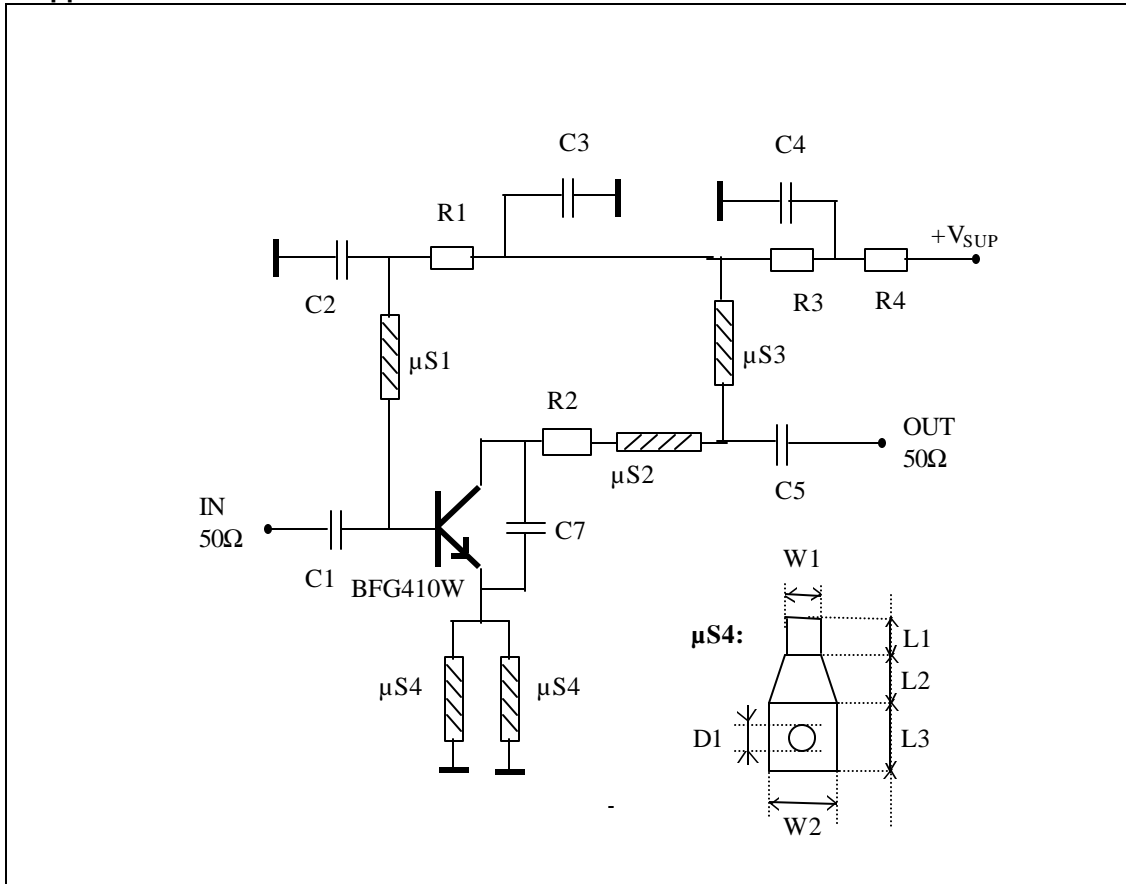 C3
C4
R1
+VSUP
C2
R3
R4
µS1
µS3
R2
OUT
50Ω
µS2
C5
IN
50Ω
C7
C1
BFG410W
W1
µS4:
L1
µS4
µS4
L2
D1
L3
-
W2